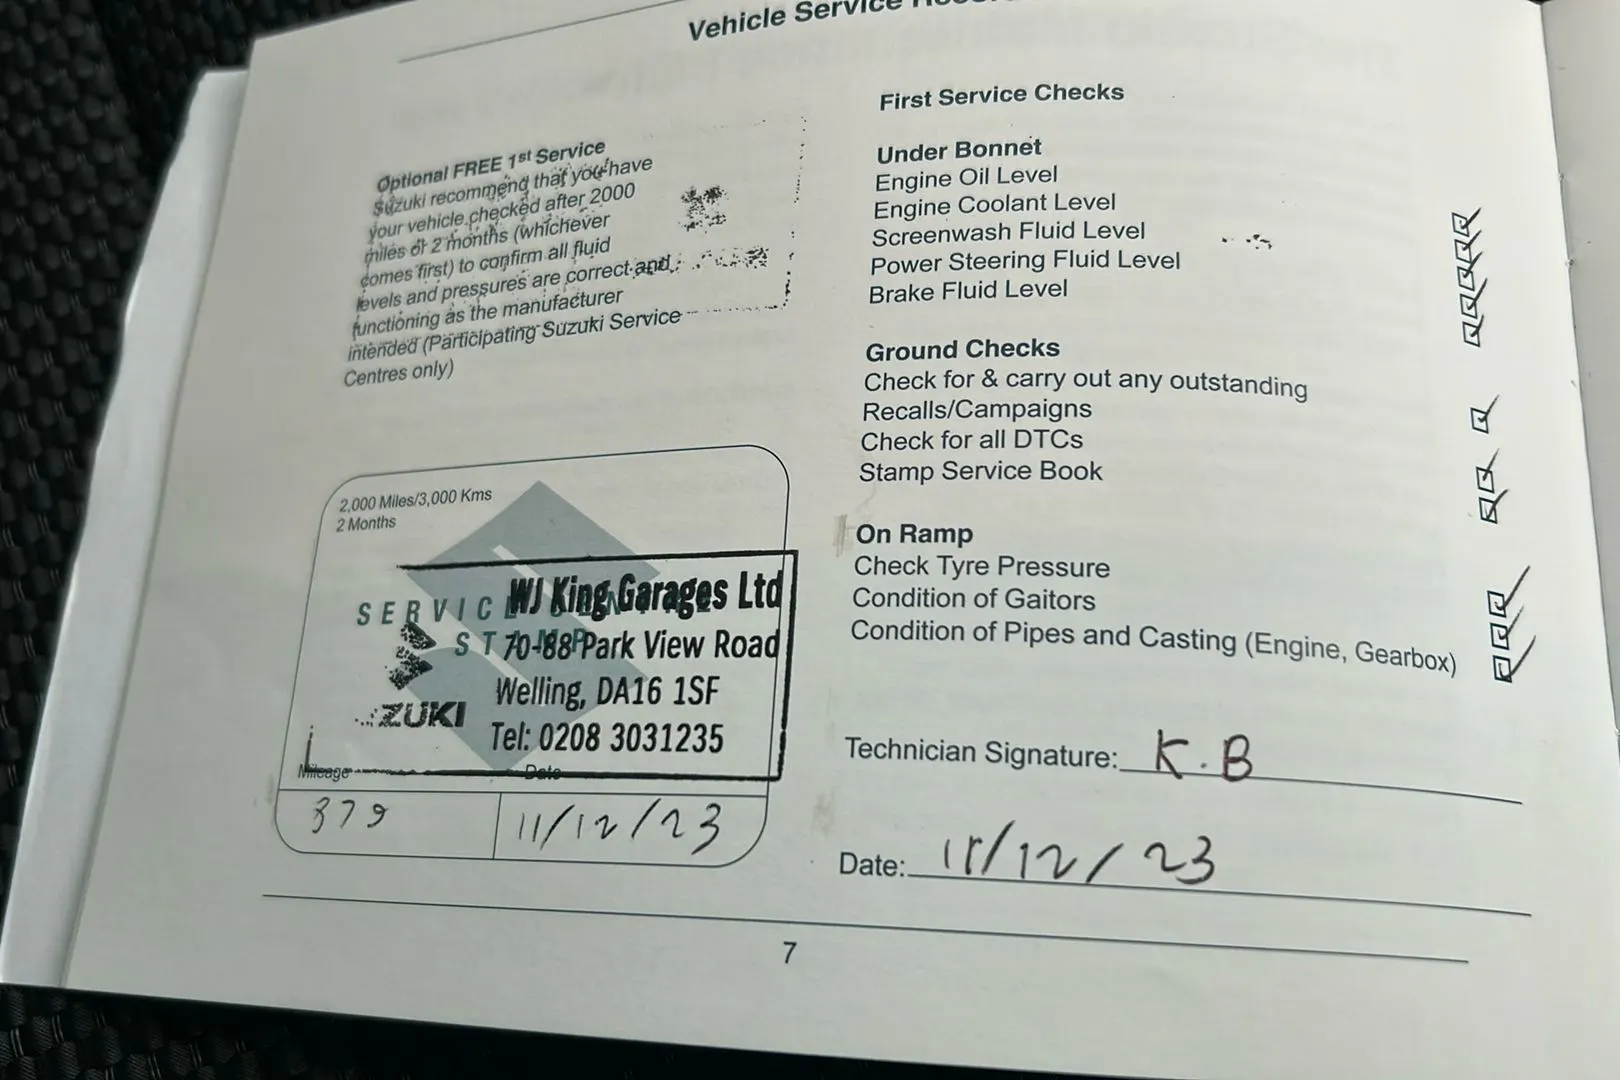 Vehicle Service
Optional FREE 1st Service
Suzuki recommend that you have
your vehicle checked after 2000
miles or 2 months (whichever
comes first) to confirm all fluid
levels and pressures are correct and
functioning as the manufacturer
intended (Participating Suzuki Service
Centres only)
2,000 Miles/3,000 Kms
2 Months
SERVIC
ST
WJ King Garages Ltd
70-88 Park View Road
Welling, DA16 1SF
Tel: 0208 3031235
ZUKI
Mileage Date
379 11/12/23
First Service Checks
Under Bonnet
Engine Oil Level
Engine Coolant Level
Screenwash Fluid Level
Power Steering Fluid Level
Brake Fluid Level
Ground Checks
Check for & carry out any outstanding
Recalls/Campaigns
Check for all DTCs
Stamp Service Book
On Ramp
Check Tyre Pressure
Condition of Gaitors
Condition of Pipes and Casting (Engine, Gearbox)
Technician Signature: K.B
Date: 11/12/23
7